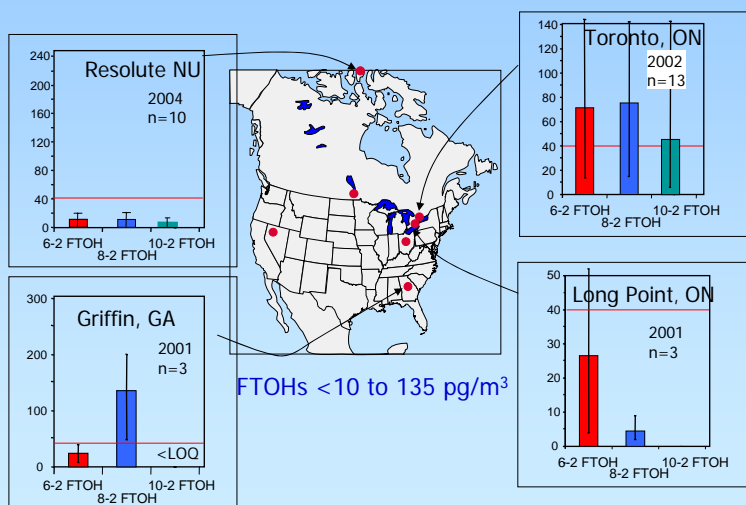 Resolute NU
2004
n=10
240
200
160
120
80
40
0
6-2 FTOH
8-2 FTOH
10-2 FTOH
Toronto, ON
2002
n=13
140
120
100
80
60
40
20
0
6-2 FTOH
8-2 FTOH
10-2 FTOH
Griffin, GA
2001
n=3
300
200
100
0
<LOQ
6-2 FTOH
8-2 FTOH
10-2 FTOH
FTOHs <10 to 135 pg/m³
Long Point, ON
2001
n=3
50
40
30
20
10
0
6-2 FTOH
8-2 FTOH
10-2 FTOH